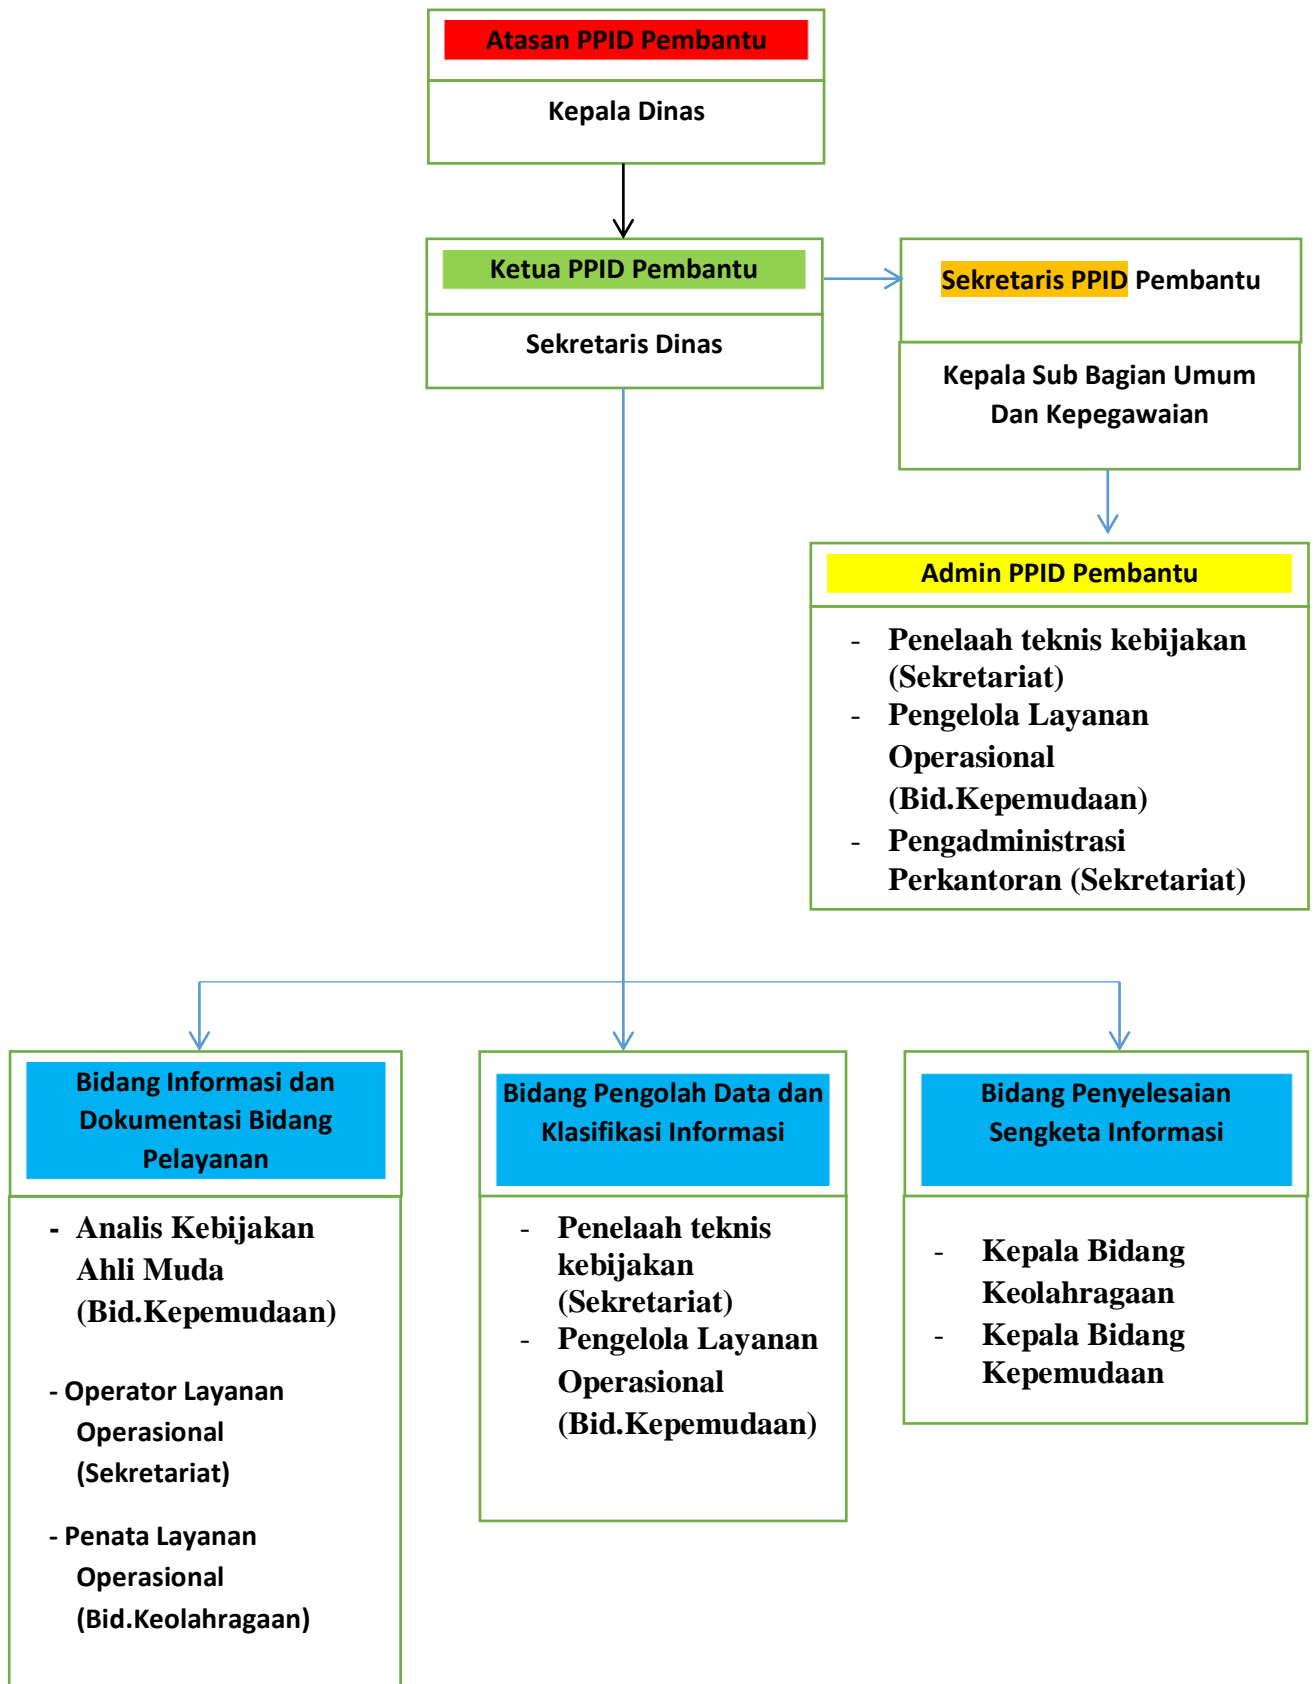 Atasan PPID Pembantu
Kepala Dinas
Ketua PPID Pembantu
Sekretaris Dinas
Sekretaris PPID Pembantu
Kepala Sub Bagian Umum
Dan Kepegawaian
Admin PPID Pembantu
- Penelaah teknis kebijakan
(Sekretariat)
- Pengelola Layanan
Operasional
(Bid.Kepemudaan)
- Pengadministrasi
Perkantoran (Sekretariat)
Bidang Informasi dan
Dokumentasi Bidang
Pelayanan
- Analis Kebijakan
Ahli Muda
(Bid.Kepemudaan)
- Operator Layanan
Operasional
(Sekretariat)
- Penata Layanan
Operasional
(Bid.Keolahragaan)
Bidang Pengolah Data dan
Klasifikasi Informasi
- Penelaah teknis
kebijakan
(Sekretariat)
- Pengelola Layanan
Operasional
(Bid.Kepemudaan)
Bidang Penyelesaian
Sengketa Informasi
- Kepala Bidang
Keolahragaan
- Kepala Bidang
Kepemudaan